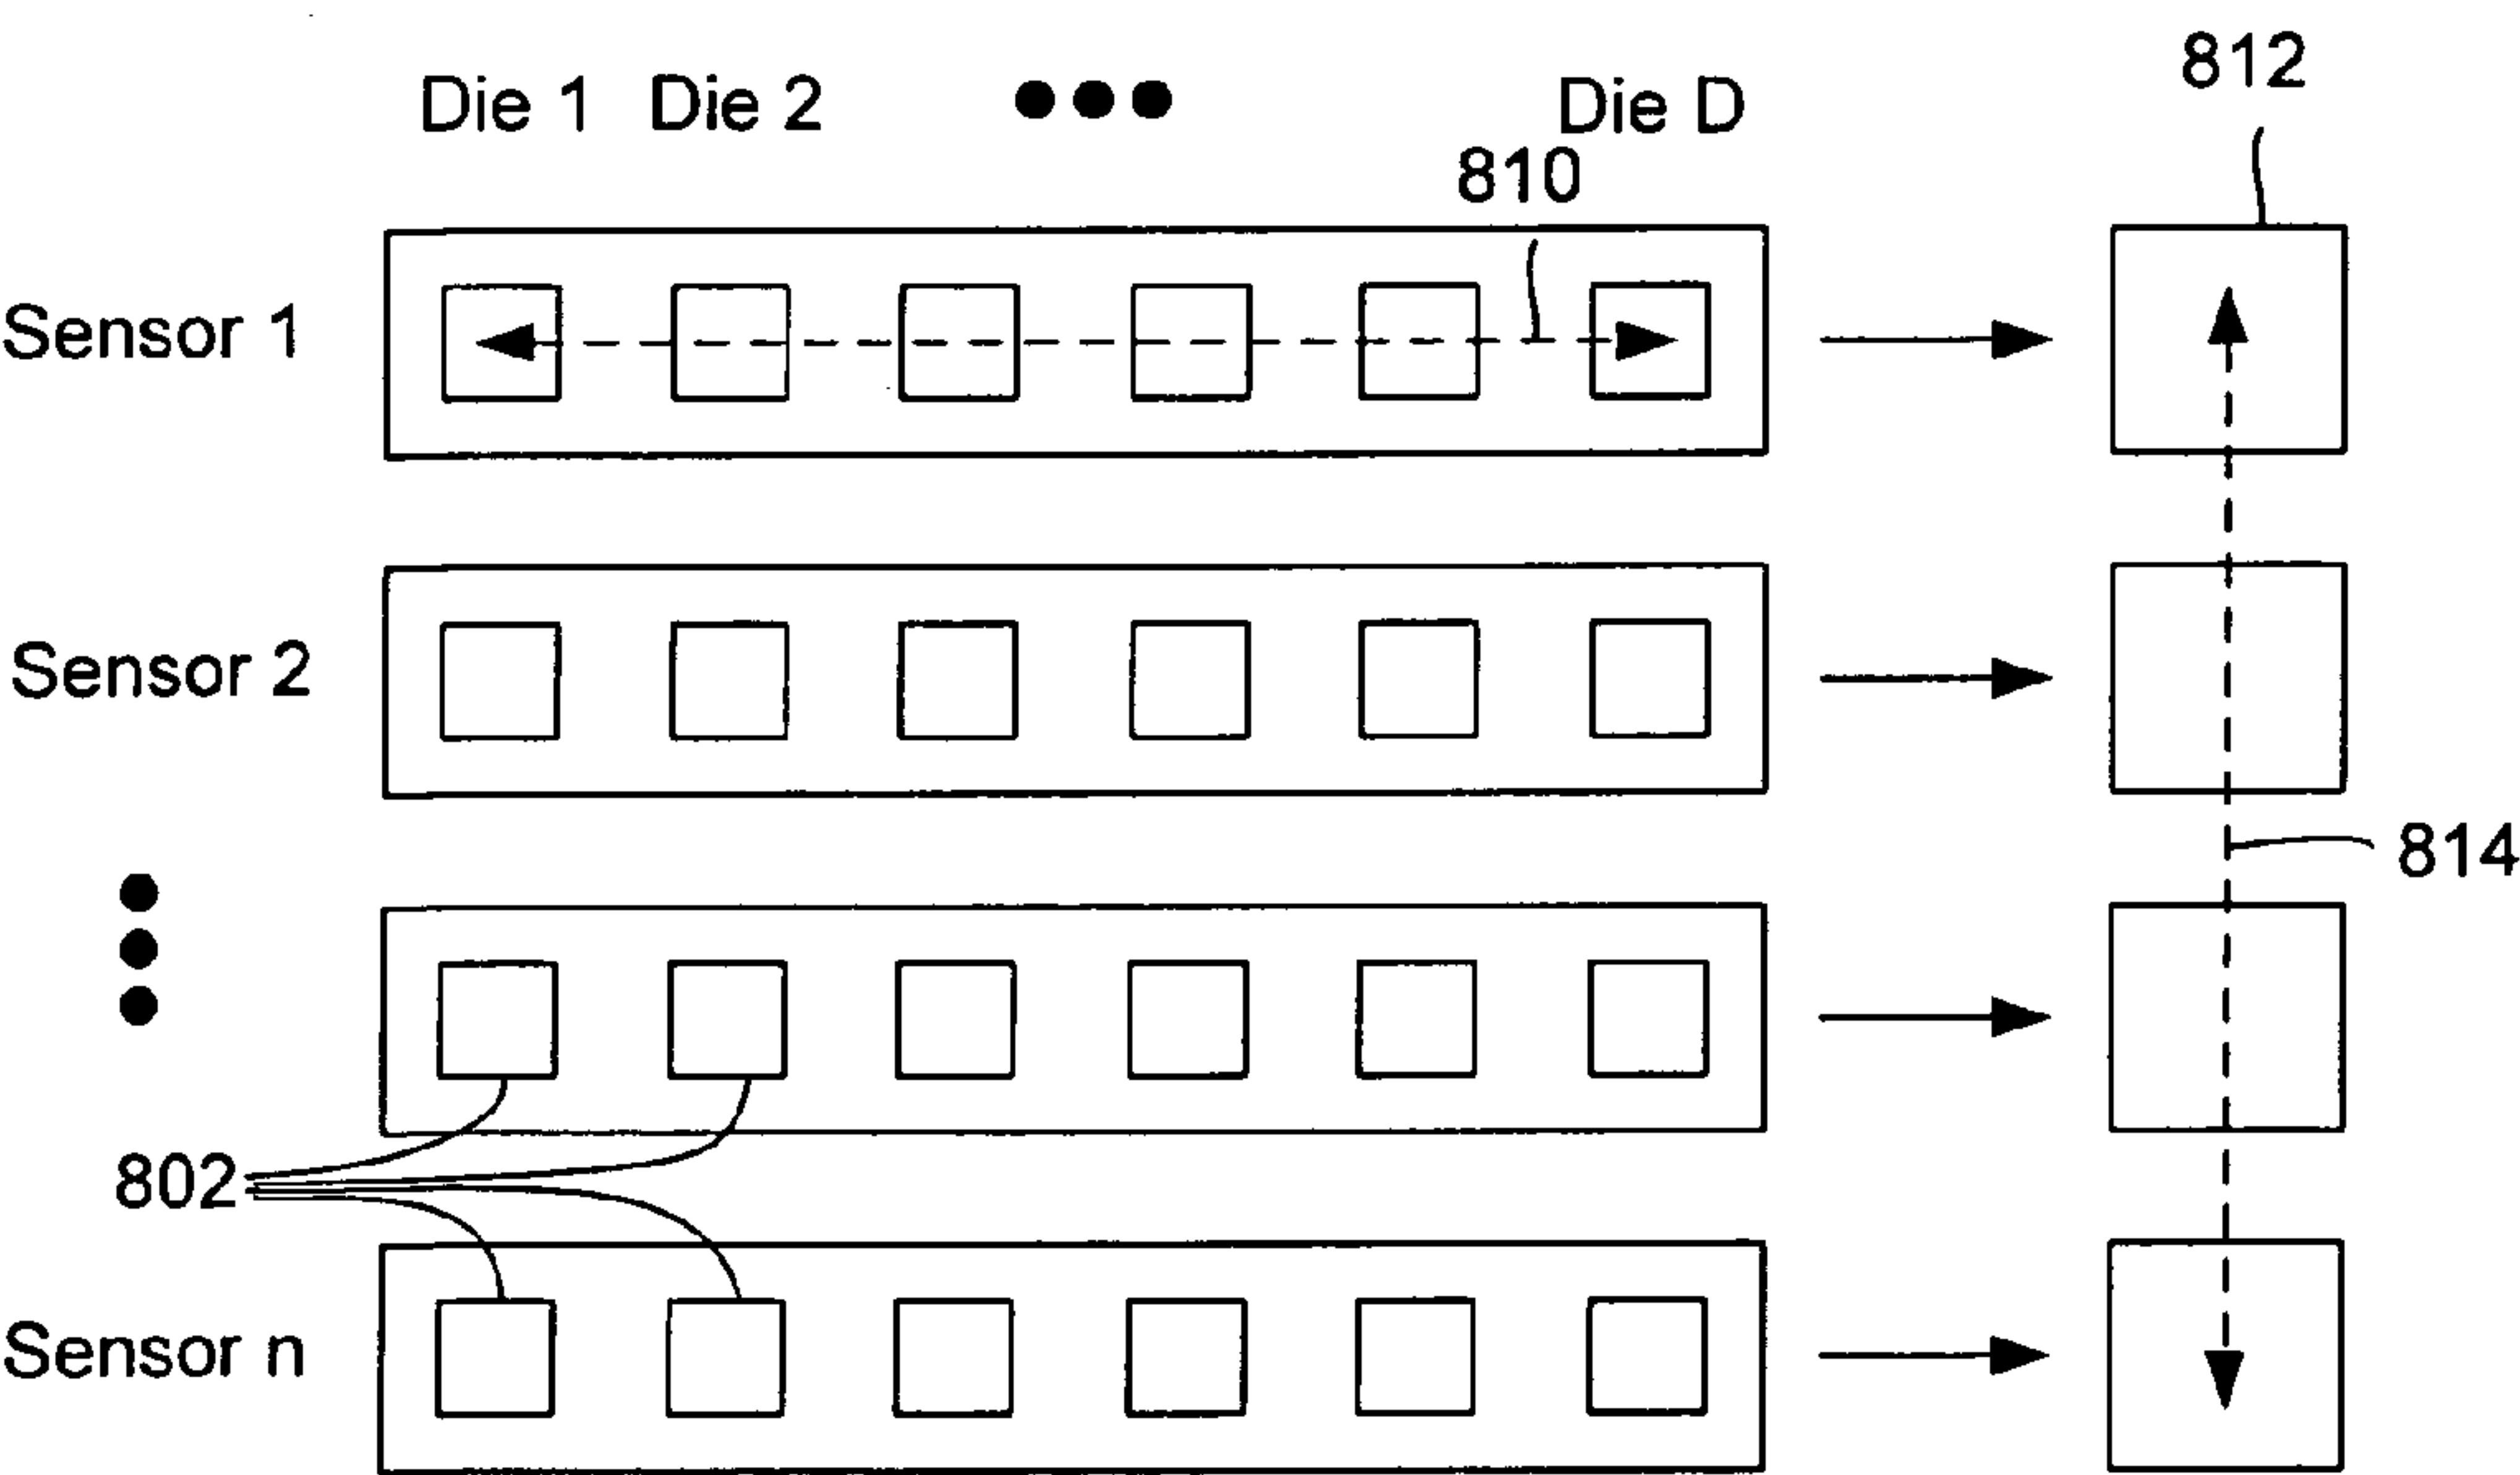 812
Die 1 Die 2 ●●● Die D
810
Sensor 1
Sensor 2
814
802
Sensor n